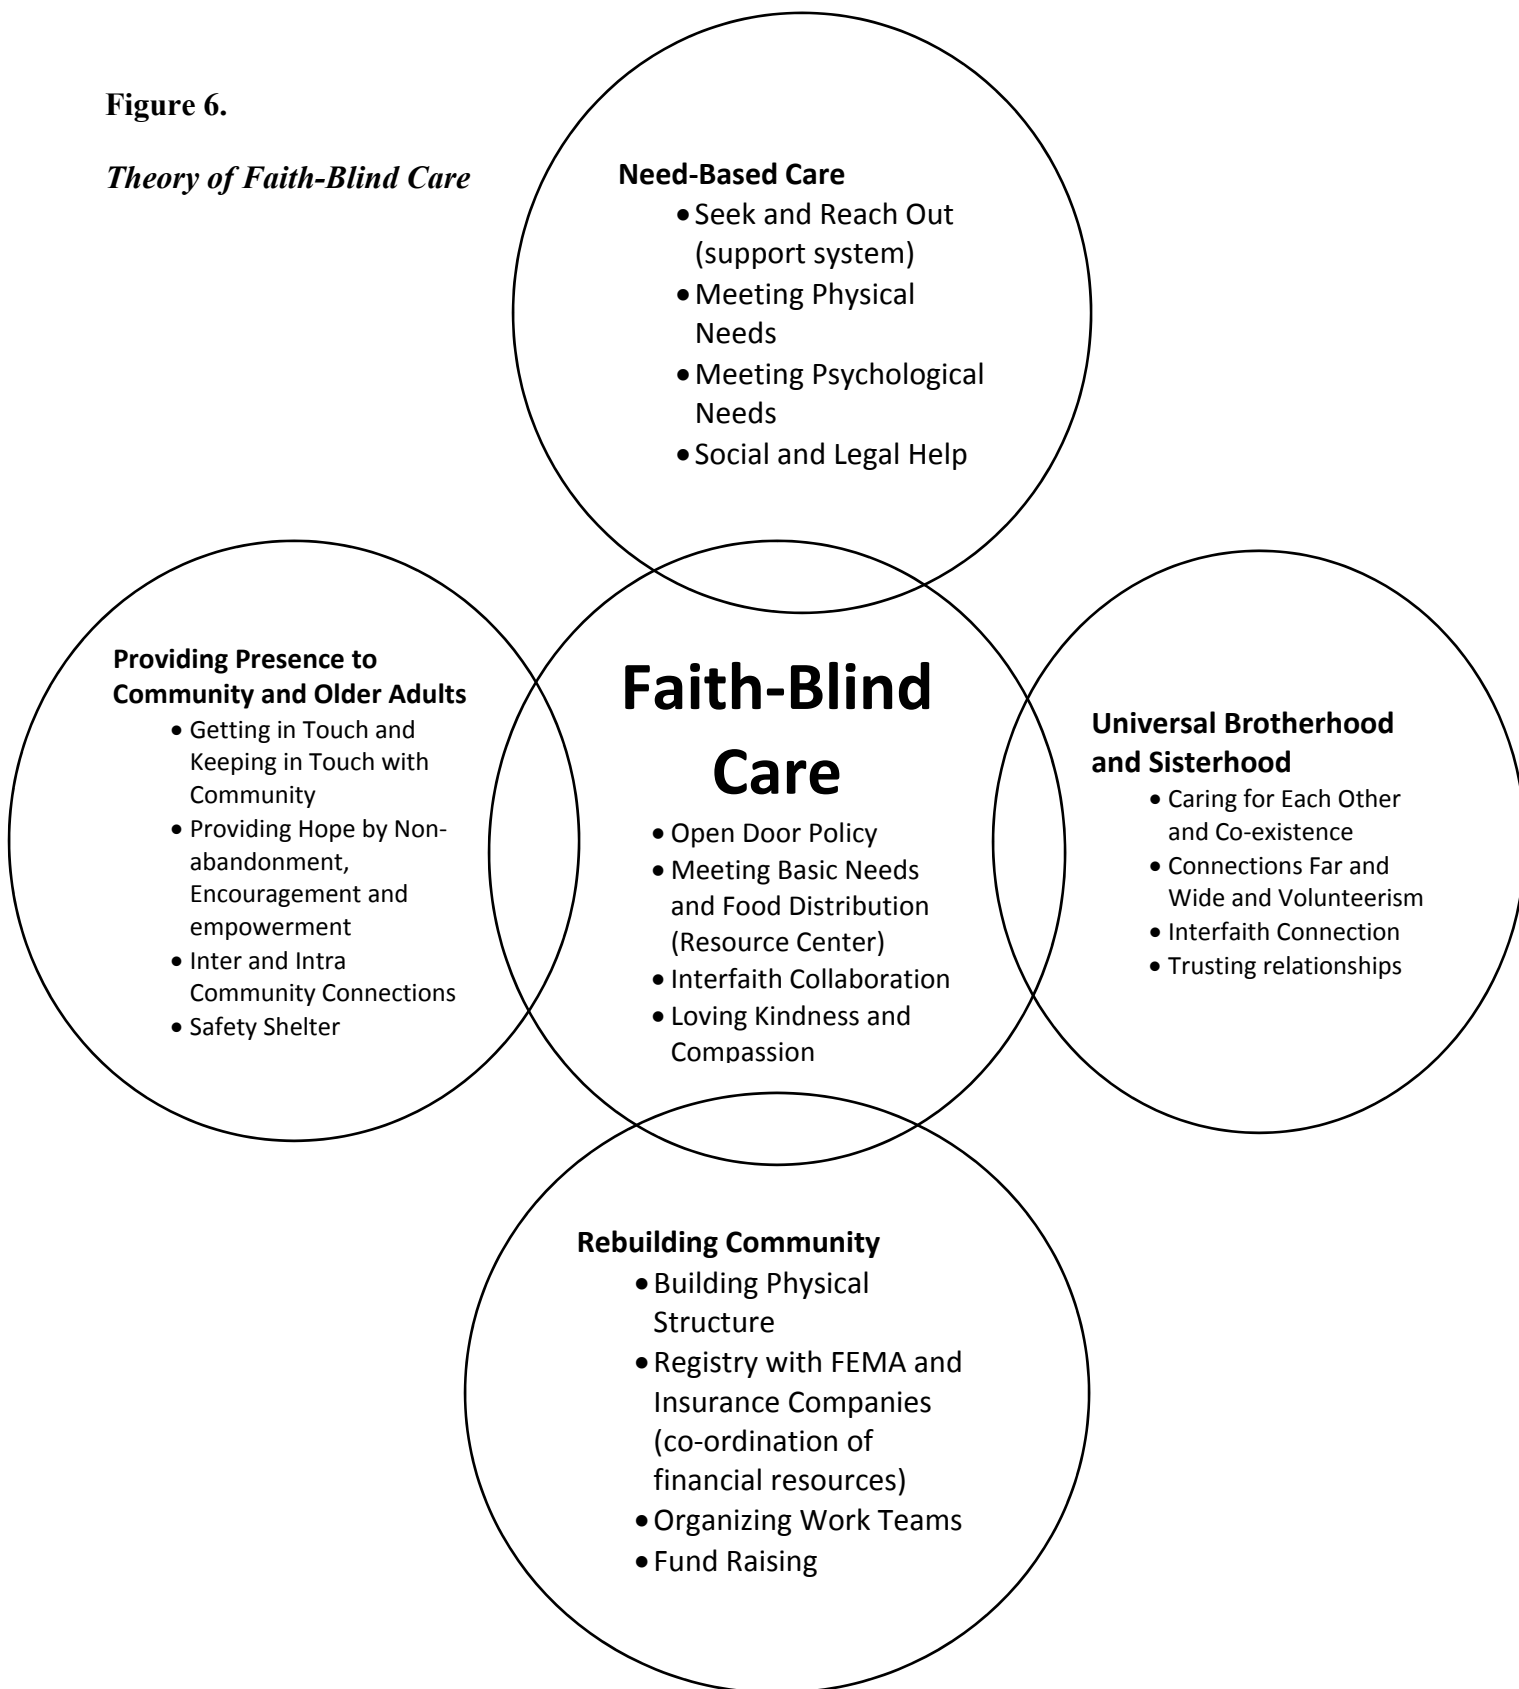 Figure 6.
Theory of Faith-Blind Care
Need-Based Care
• Seek and Reach Out
(support system)
• Meeting Physical
Needs
• Meeting Psychological
Needs
• Social and Legal Help
Providing Presence to
Community and Older Adults
• Getting in Touch and
Keeping in Touch with
Community
• Providing Hope by Non-
abandonment,
Encouragement and
empowerment
• Inter and Intra
Community Connections
• Safety Shelter
Faith-Blind
Care
• Open Door Policy
• Meeting Basic Needs
and Food Distribution
(Resource Center)
• Interfaith Collaboration
• Loving Kindness and
Compassion
Universal Brotherhood
and Sisterhood
• Caring for Each Other
and Co-existence
• Connections Far and
Wide and Volunteerism
• Interfaith Connection
• Trusting relationships
Rebuilding Community
• Building Physical
Structure
• Registry with FEMA and
Insurance Companies
(co-ordination of
financial resources)
• Organizing Work Teams
• Fund Raising